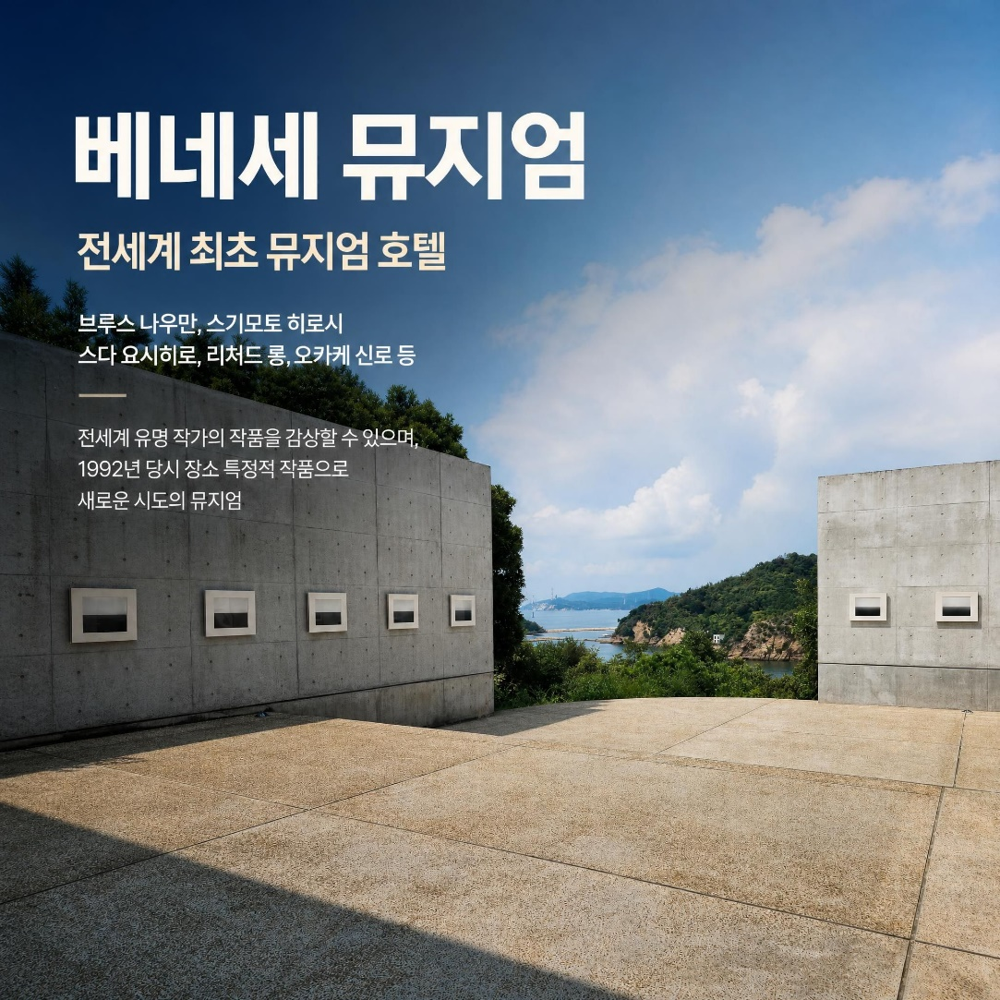 베네세 뮤지엄
전세계 최초 뮤지엄 호텔
브루스 나우만, 스기모토 히로시
스다 요시히로, 리처드 롱, 오카케 신로 등
전세계 유명 작가의 작품을 감상할 수 있으며,
1992년 당시 장소 특정적 작품으로
새로운 시도의 뮤지엄